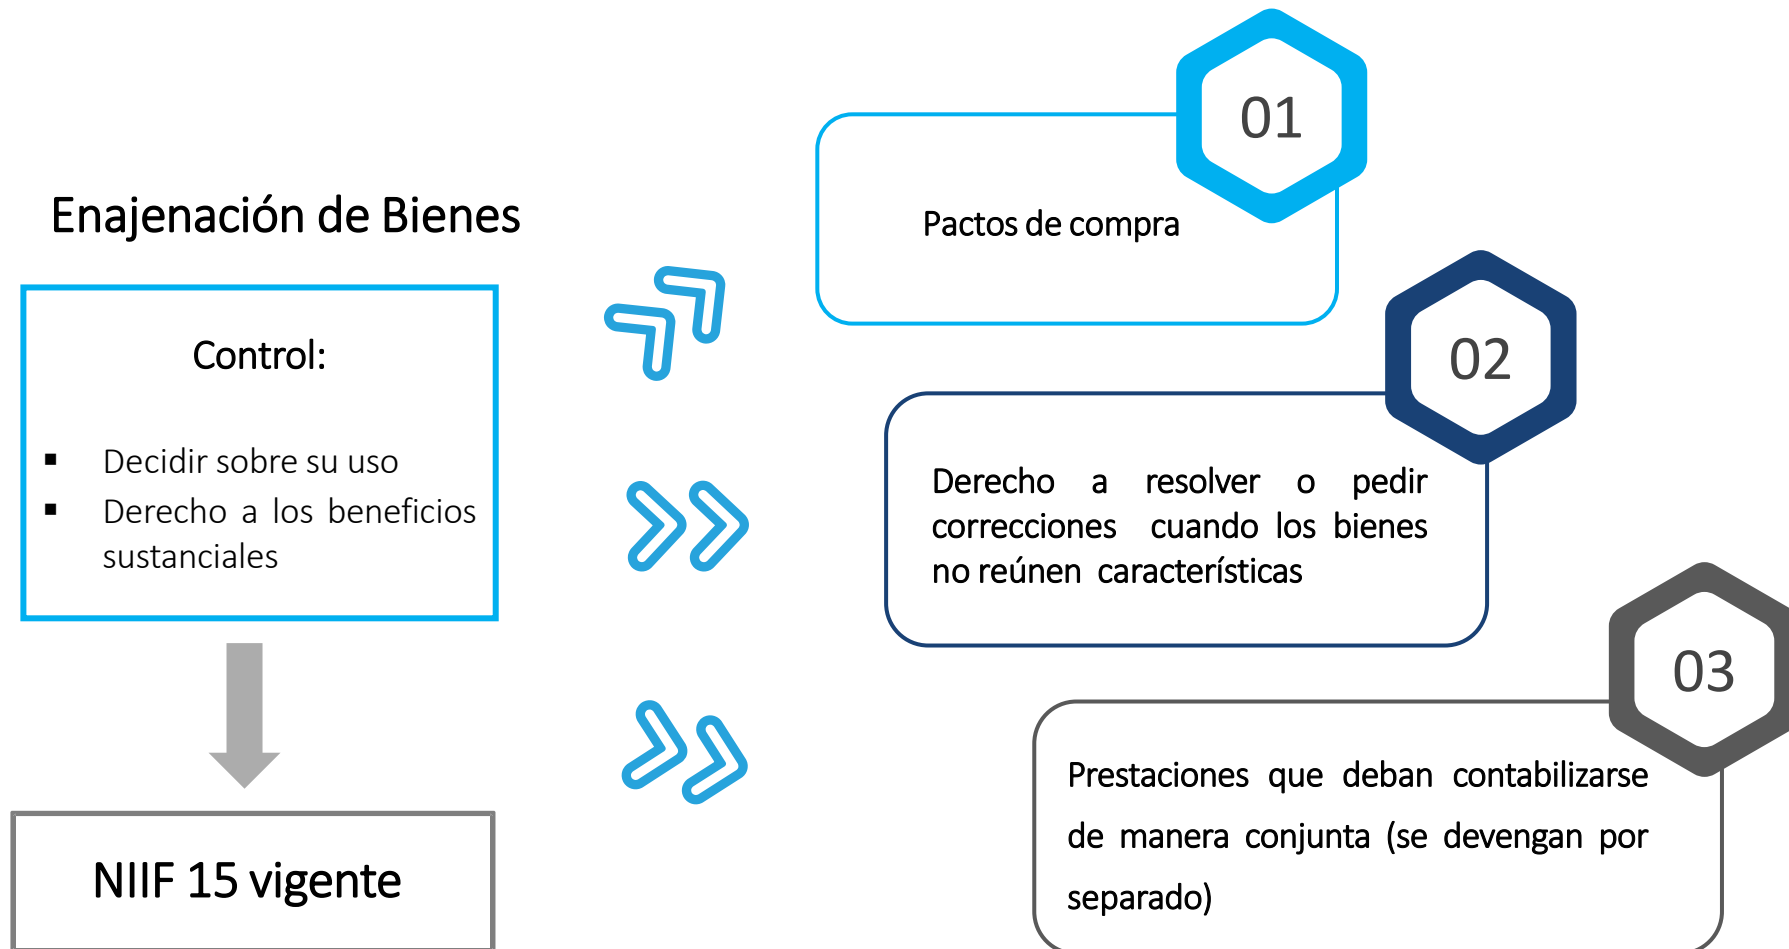 Enajenación de Bienes
Control:
▪ Decidir sobre su uso
▪ Derecho a los beneficios
sustanciales
NIIF 15 vigente
01
Pactos de compra
02
Derecho a resolver o pedir
correcciones cuando los bienes
no reúnen características
03
Prestaciones que deban contabilizarse
de manera conjunta (se devengan por
separado)